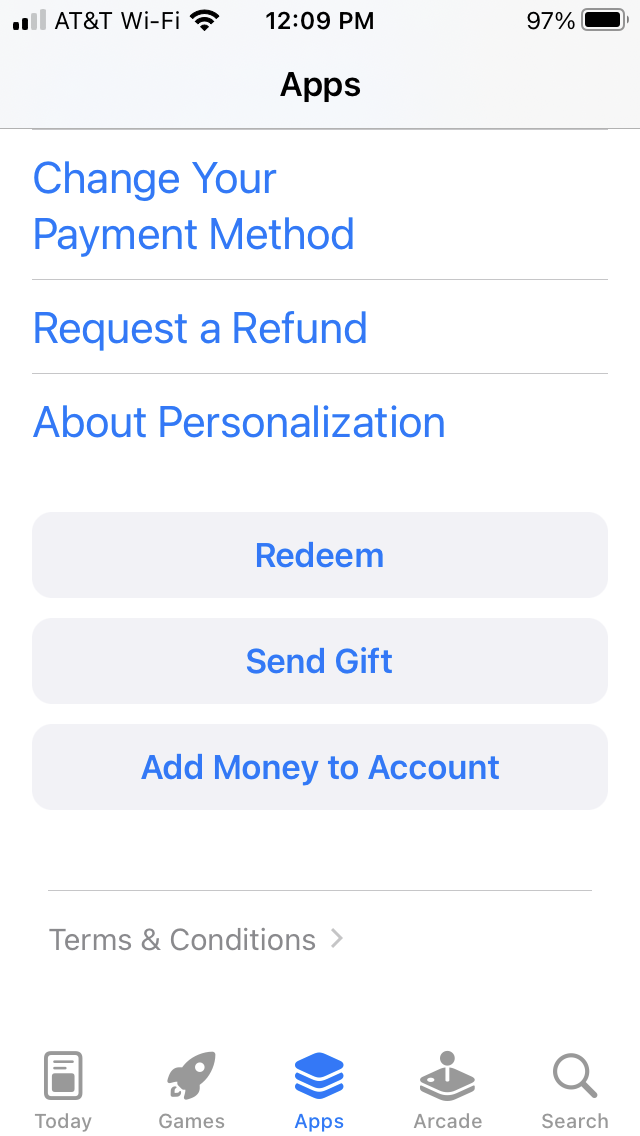 AT&T Wi-Fi 12:09 PM 97%
Apps
Change Your
Payment Method
Request a Refund
About Personalization
Redeem
Send Gift
Add Money to Account
Terms & Conditions
Today Games Apps Arcade Search